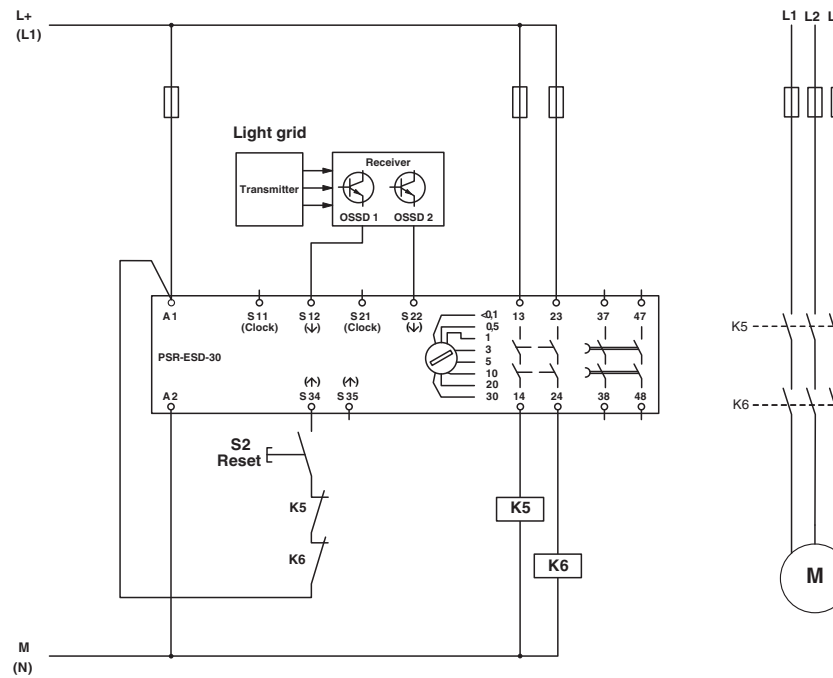 L+
(L1)
L1 L2 L
Light grid
Transmitter
Receiver
OSSD 1 OSSD 2
A1 S11 S12 S21 S22 <0,1 13 23 37 47
(Clock) (↓) (Clock) (↓) 0,5
1
PSR-ESD-30 3
5
10
(↑) (↑) 20
A2 S34 S35 30 14 24 38 48
S2
Reset
K5
K6
K5
K6
K5
K6
M
M
(N)